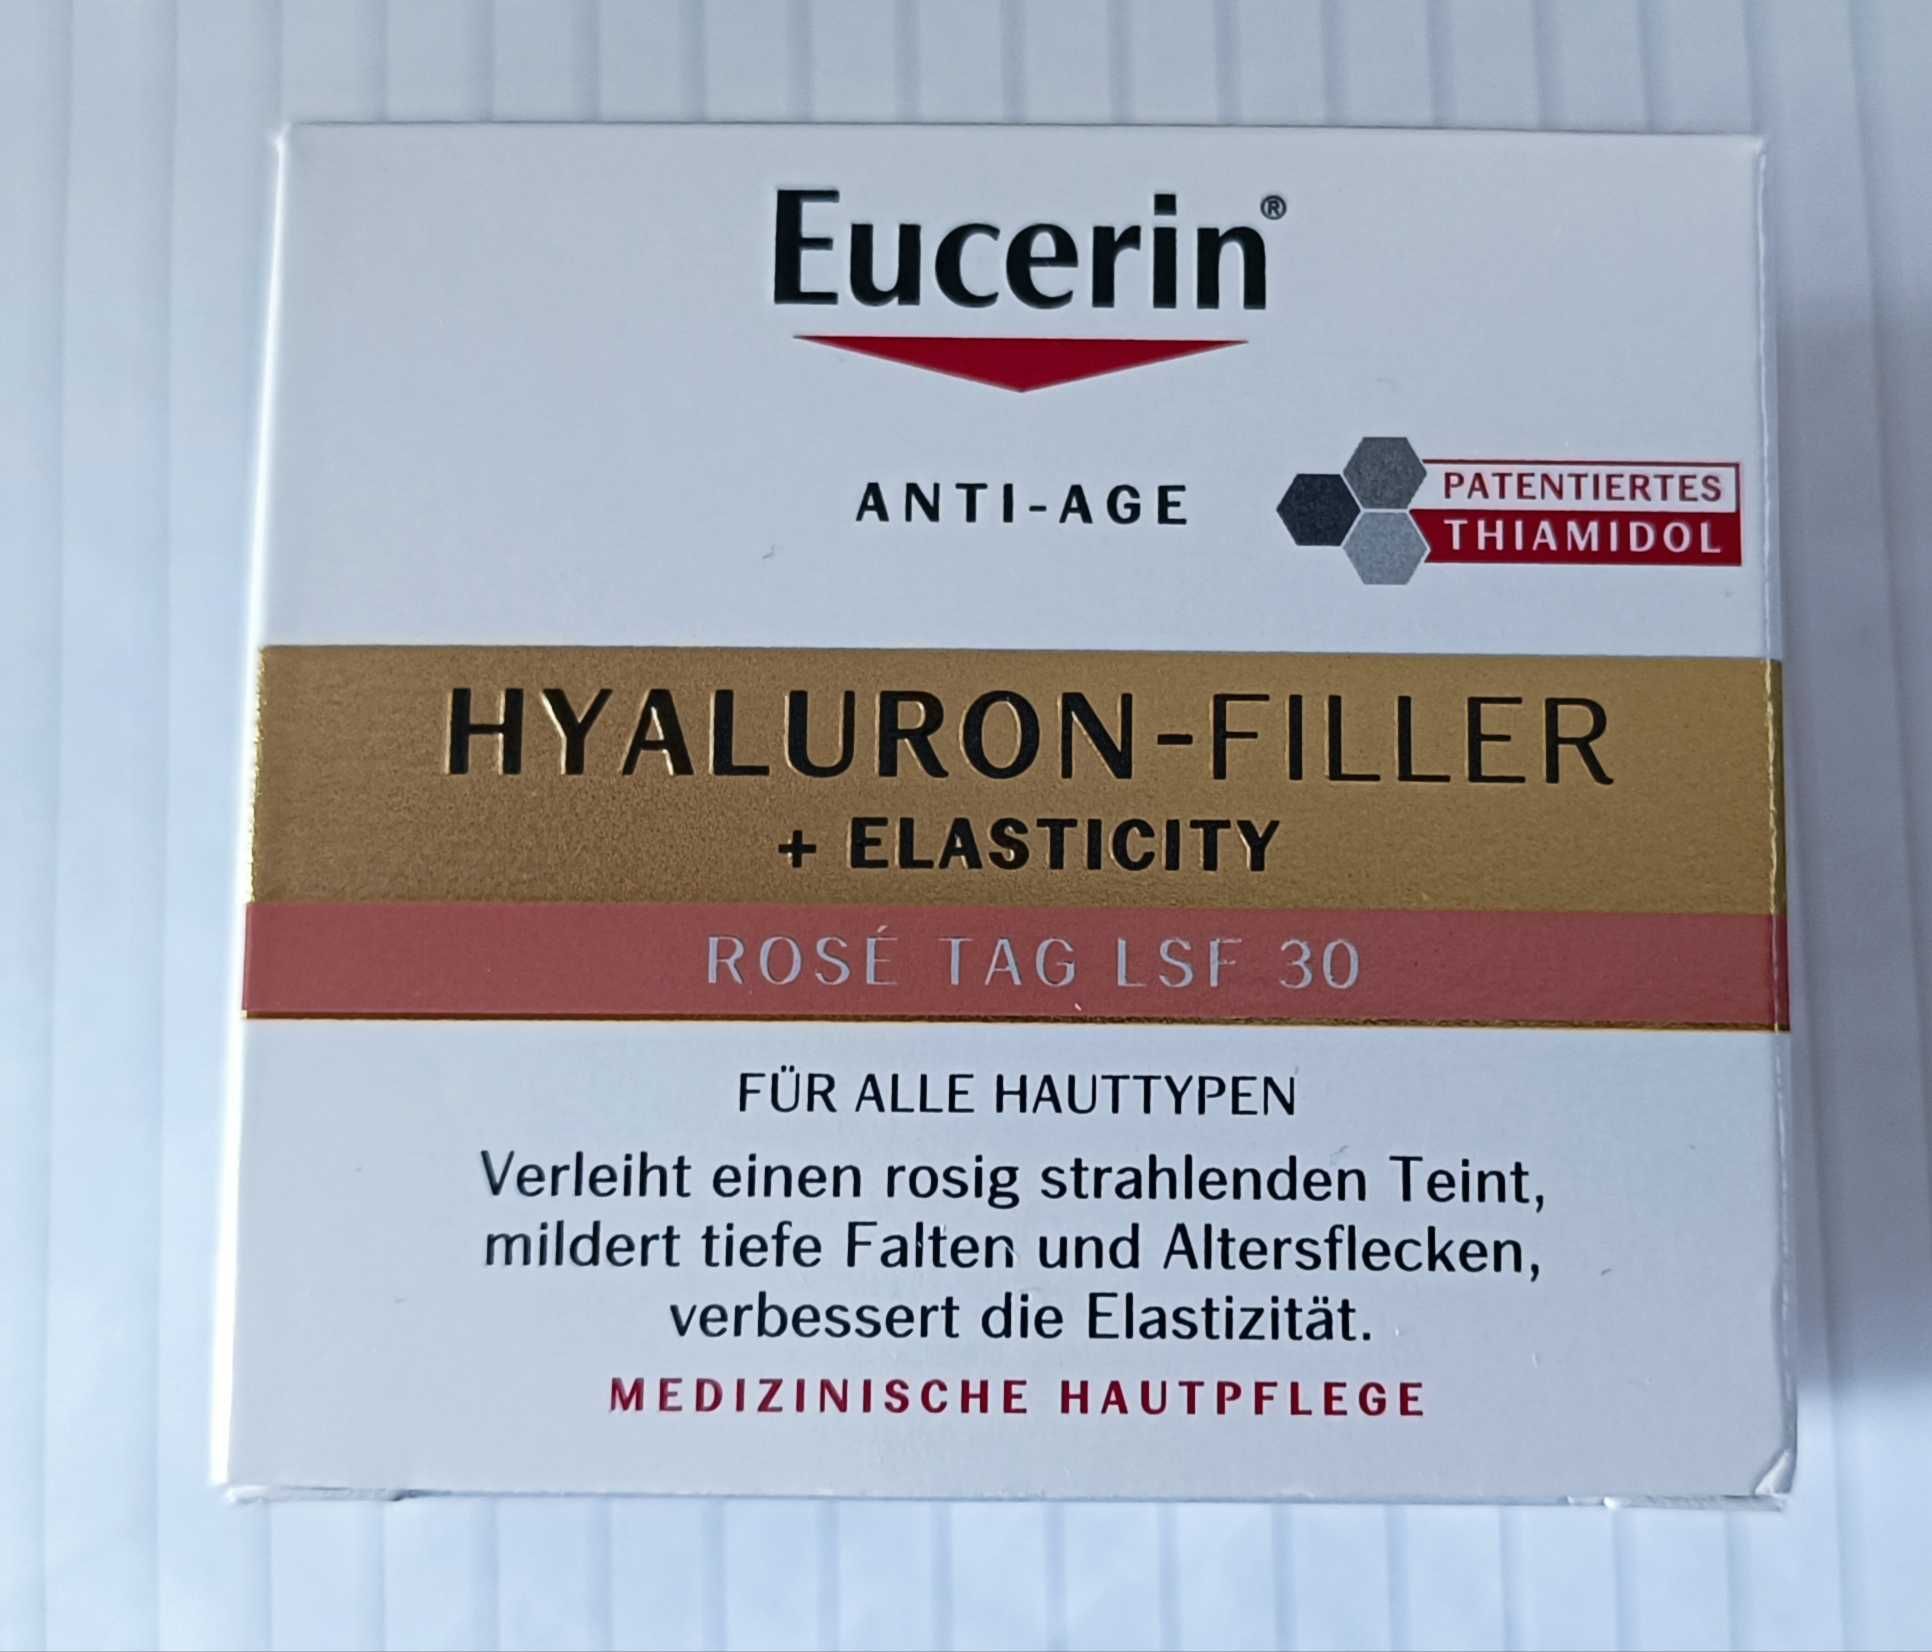 Eucerin®
ANTI-AGE
PATENTIERTES
THIAMIDOL
HYALURON-FILLER
+ ELASTICITY
ROSÉ TAG LSF 30
FÜR ALLE HAUTTYPEN
Verleiht einen rosig strahlenden Teint,
mildert tiefe Falten und Altersflecken,
verbessert die Elastizität.
MEDIZINISCHE HAUTPFLEGE